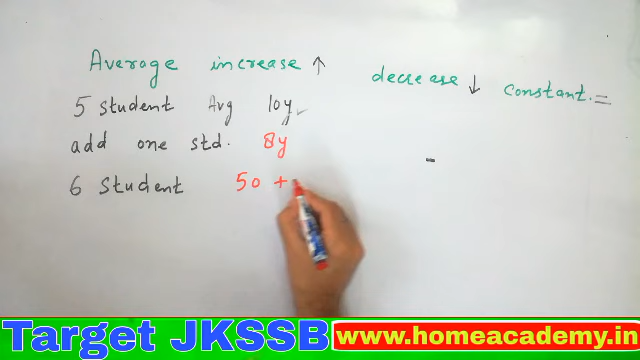 Average increase ↑ decrease ↓ constant. =
5 student Avg 10y
add one std. 8y
6 student 50 +
Target JKSSB www.homeacademy.in